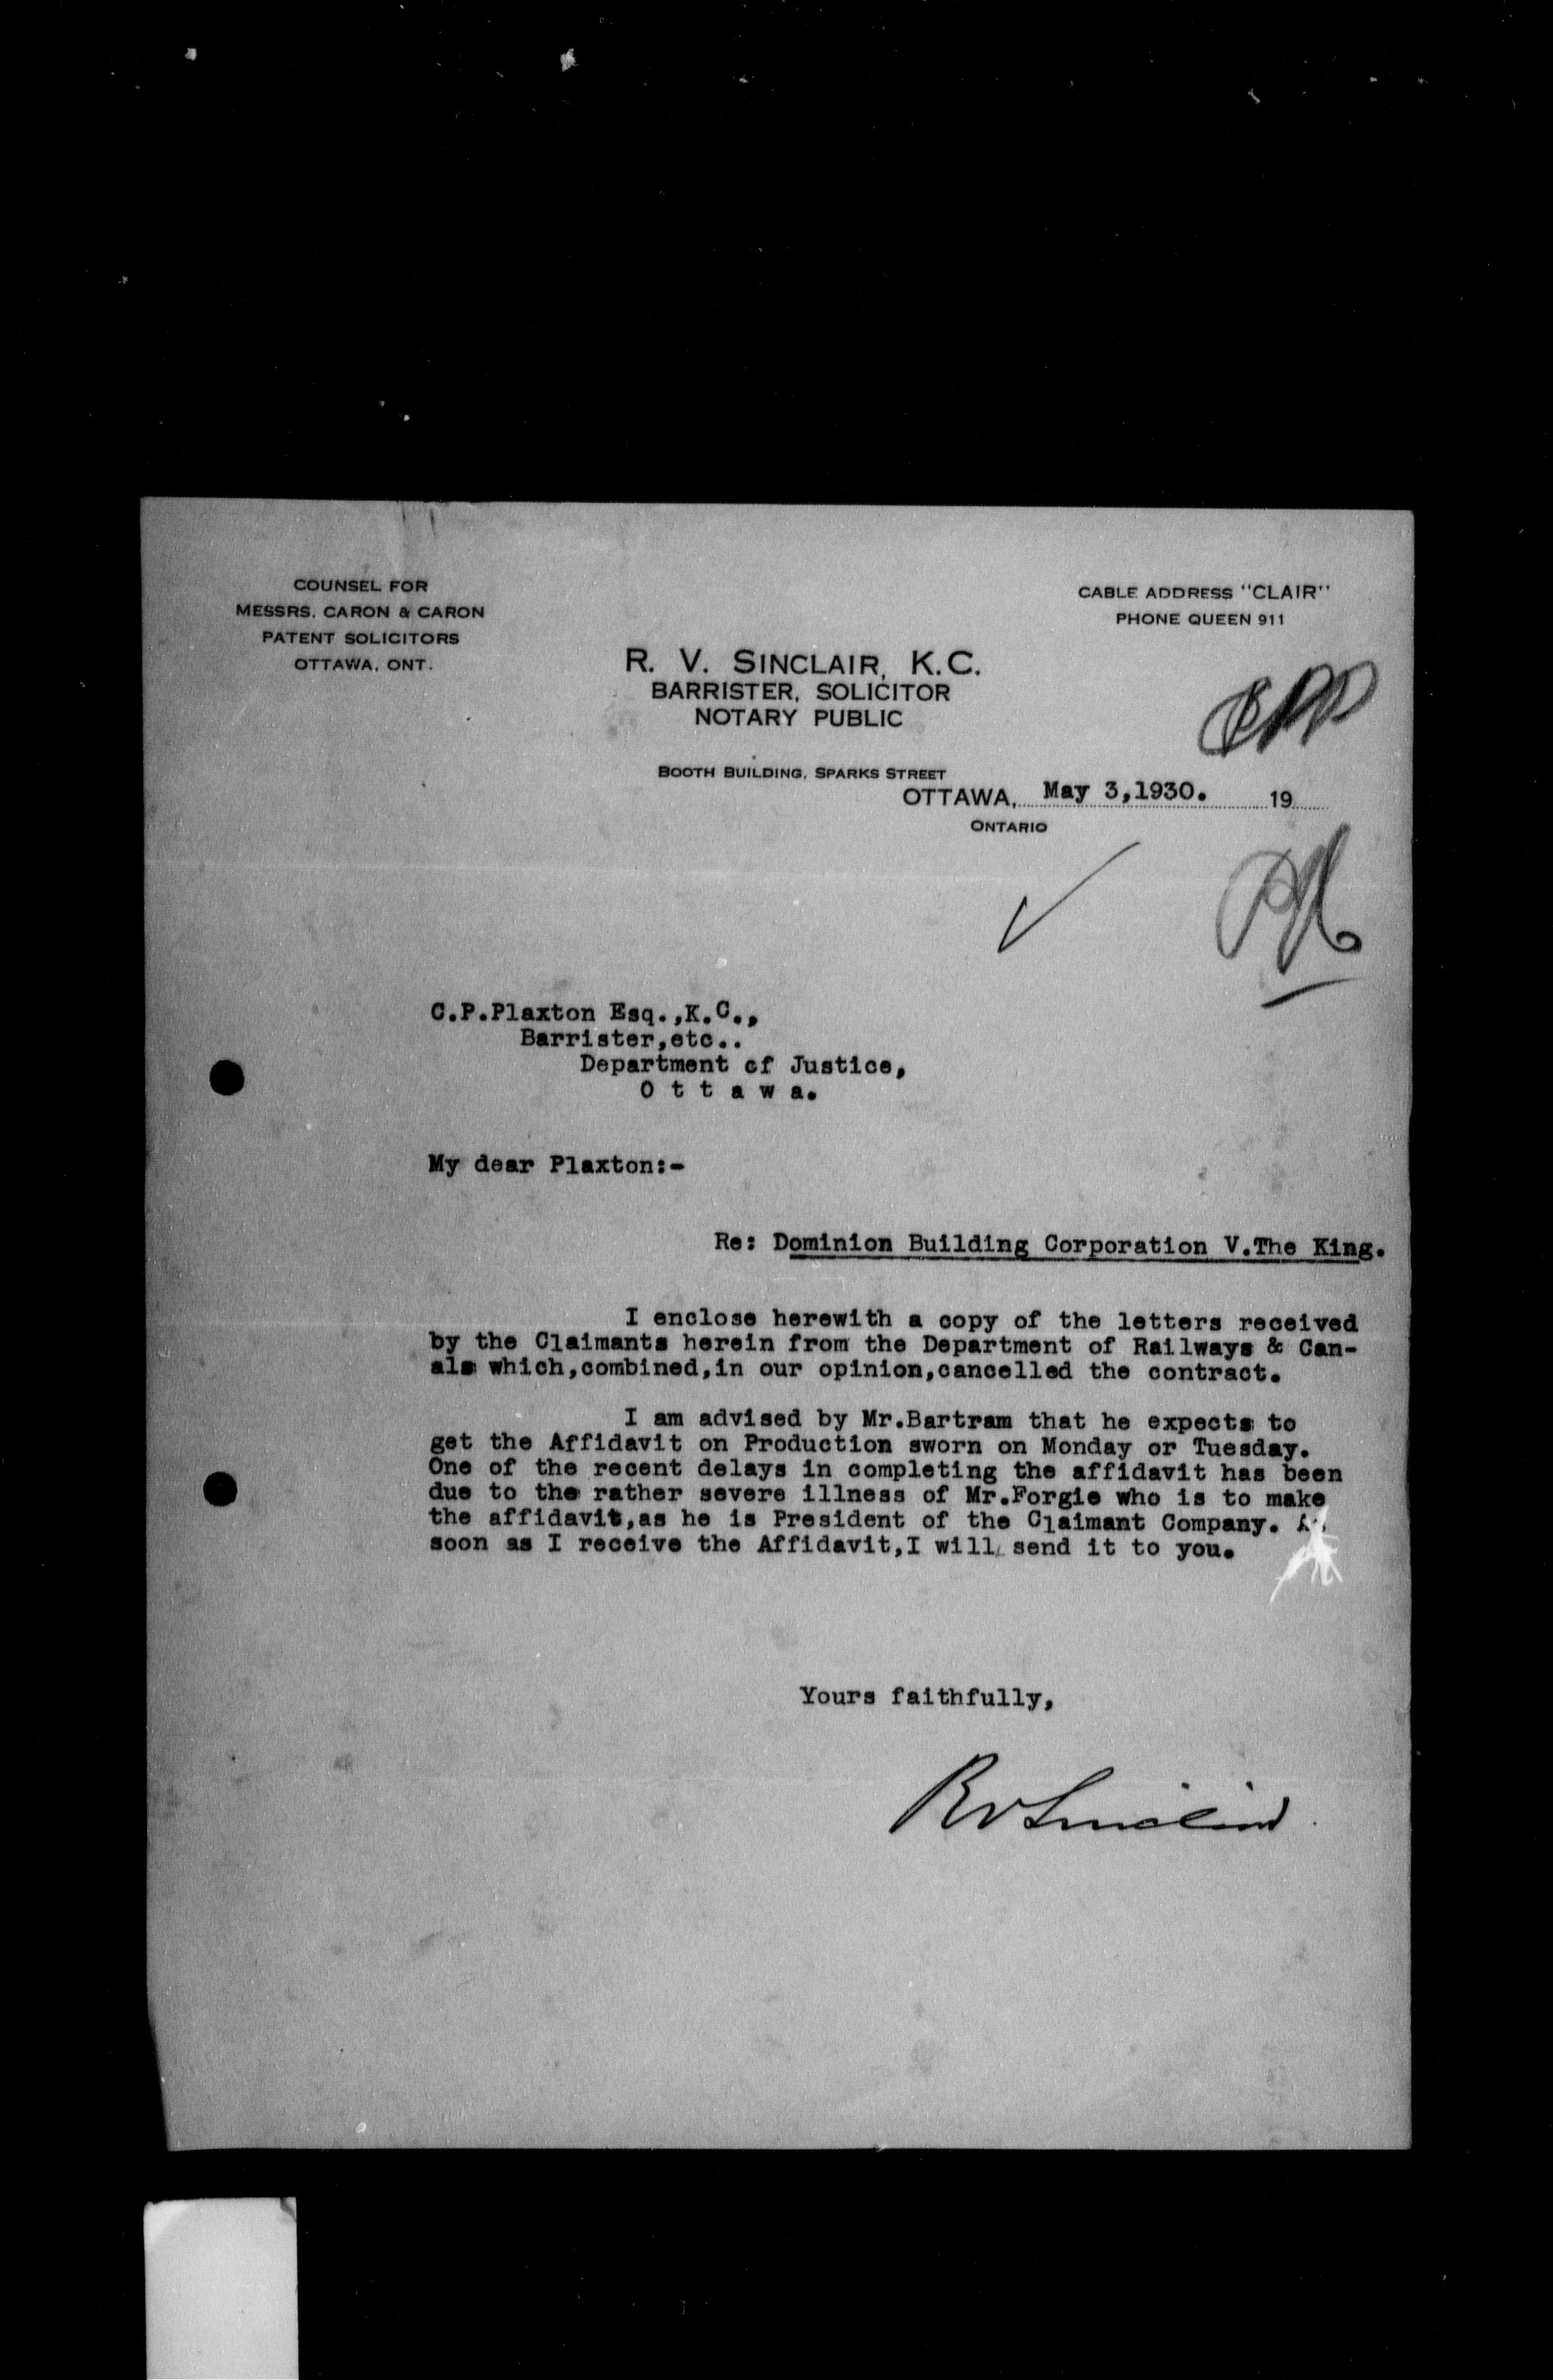 COUNSEL FOR
MESSRS. CARON & CARON
PATENT SOLICITORS
OTTAWA, ONT.
CABLE ADDRESS "CLAIR"
PHONE QUEEN 911
R. V. SINCLAIR, K.C.
BARRISTER, SOLICITOR
NOTARY PUBLIC
BOOTH BUILDING, SPARKS STREET
OTTAWA, May 3,1930. 19
ONTARIO
C.P.Plaxton Esq.,K.C.,
Barrister,etc..
Department of Justice,
O t t a w a.
My dear Plaxton:-
Re: Dominion Building Corporation V.The King.
I enclose herewith a copy of the letters received
by the Claimants herein from the Department of Railways & Can-
als which,combined,in our opinion,cancelled the contract.
I am advised by Mr.Bartram that he expects to
get the Affidavit on Production sworn on Monday or Tuesday.
One of the recent delays in completing the affidavit has been
due to the rather severe illness of Mr.Forgie who is to make
the affidavit,as he is President of the Claimant Company. As
soon as I receive the Affidavit,I will send it to you.
Yours faithfully,
RVSinclair